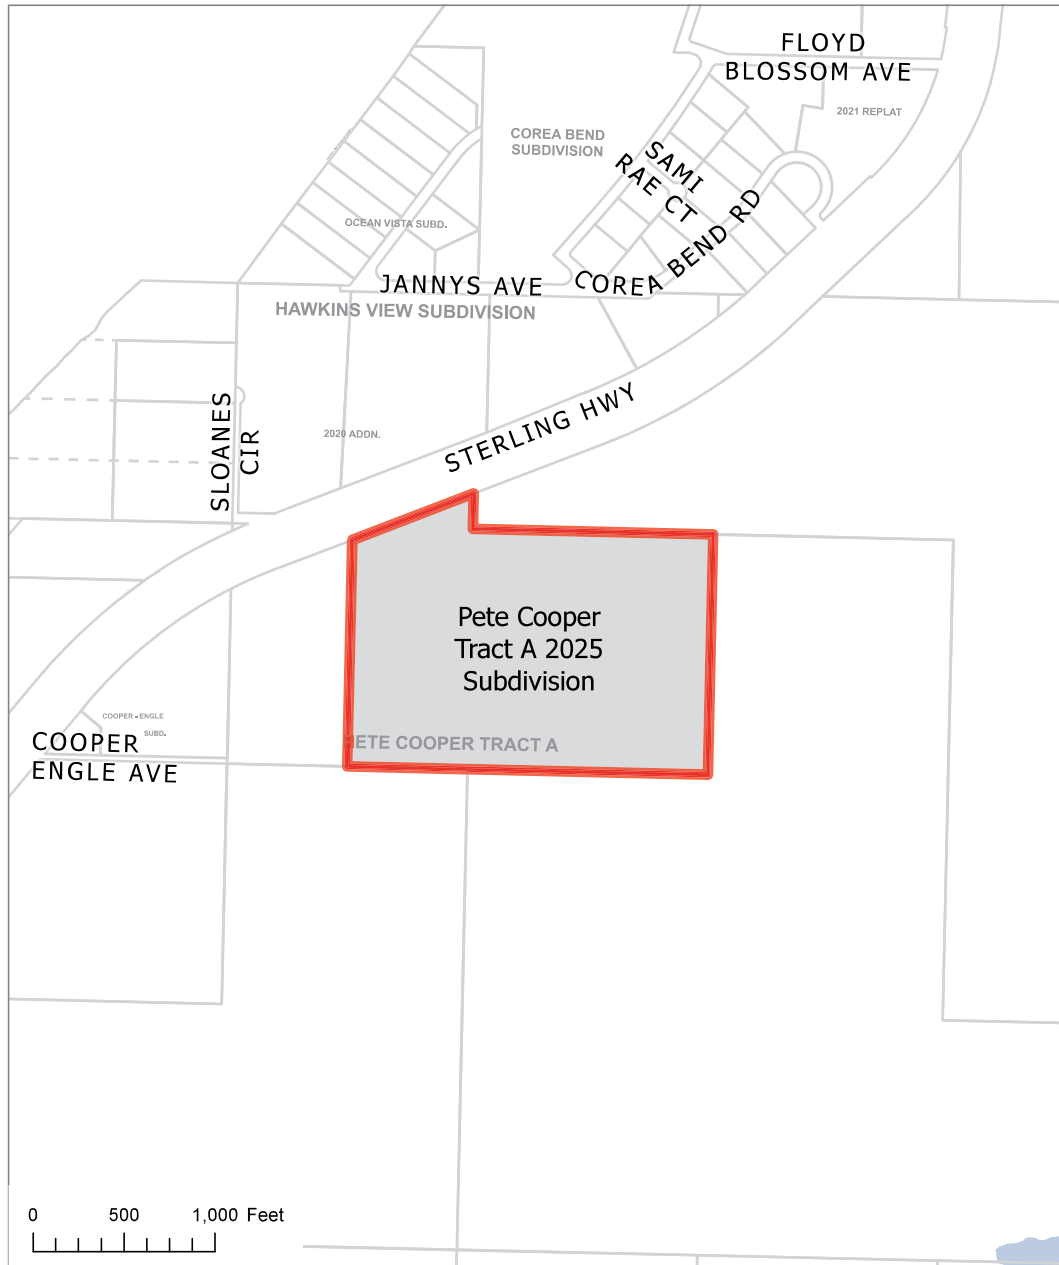 FLOYD
BLOSSOM AVE
2021 REPLAT
COREA BEND
SUBDIVISION
SAMI
RAE CT
OCEAN VISTA SUBD.
COREA BEND RD
JANNYS AVE
HAWKINS VIEW SUBDIVISION
STERLING HWY
SLOANES
CIR
2020 ADDN.
Pete Cooper
Tract A 2025
Subdivision
COOPER - ENGLE
SUBD.
COOPER
ENGLE AVE
PETE COOPER TRACT A
0 500 1,000 Feet